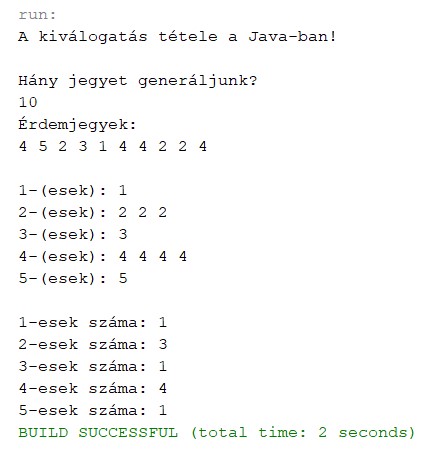 run:
A kiválogatás tétele a Java-ban!
Hány jegyet generáljunk?
10
Érdemjegyek:
4 5 2 3 1 4 4 2 2 4
1-(esek): 1
2-(esek): 2 2 2
3-(esek): 3
4-(esek): 4 4 4 4
5-(esek): 5
1-esek száma: 1
2-esek száma: 3
3-esek száma: 1
4-esek száma: 4
5-esek száma: 1
BUILD SUCCESSFUL (total time: 2 seconds)